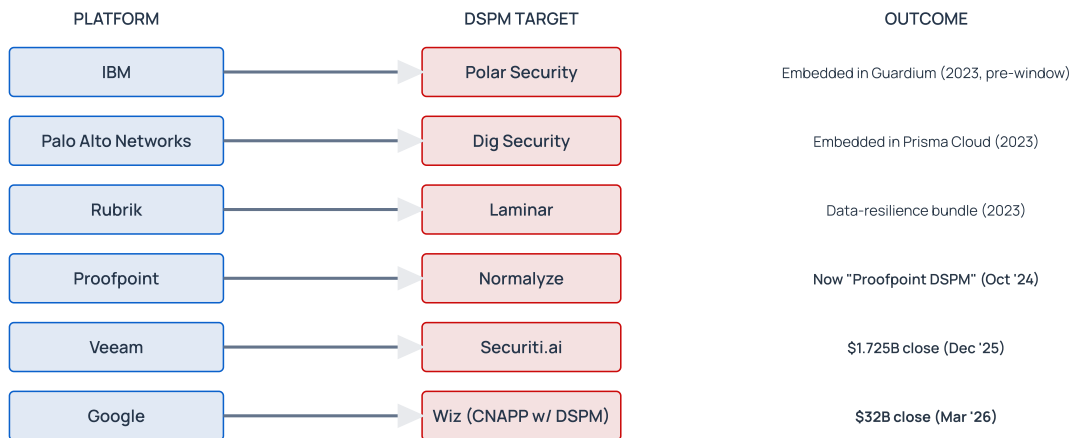 PLATFORM DSPM TARGET OUTCOME
IBM Polar Security Embedded in Guardium (2023, pre-window)
Palo Alto Networks Dig Security Embedded in Prisma Cloud (2023)
Rubrik Laminar Data-resilience bundle (2023)
Proofpoint Normalyze Now "Proofpoint DSPM" (Oct '24)
Veeam Securiti.ai $1.725B close (Dec '25)
Google Wiz (CNAPP w/ DSPM) $32B close (Mar '26)